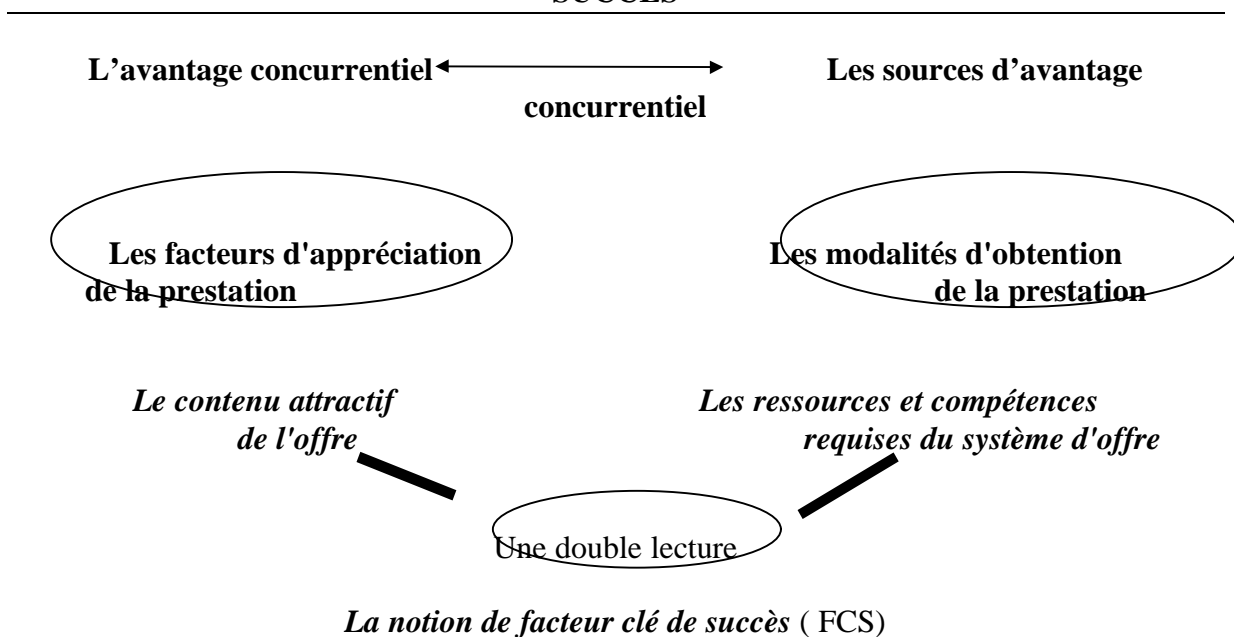 L’avantage concurrentiel Les sources d’avantage
concurrentiel
Les facteurs d'appréciation Les modalités d'obtention
de la prestation de la prestation
Le contenu attractif Les ressources et compétences
de l'offre requises du système d'offre
Une double lecture
La notion de facteur clé de succès ( FCS)